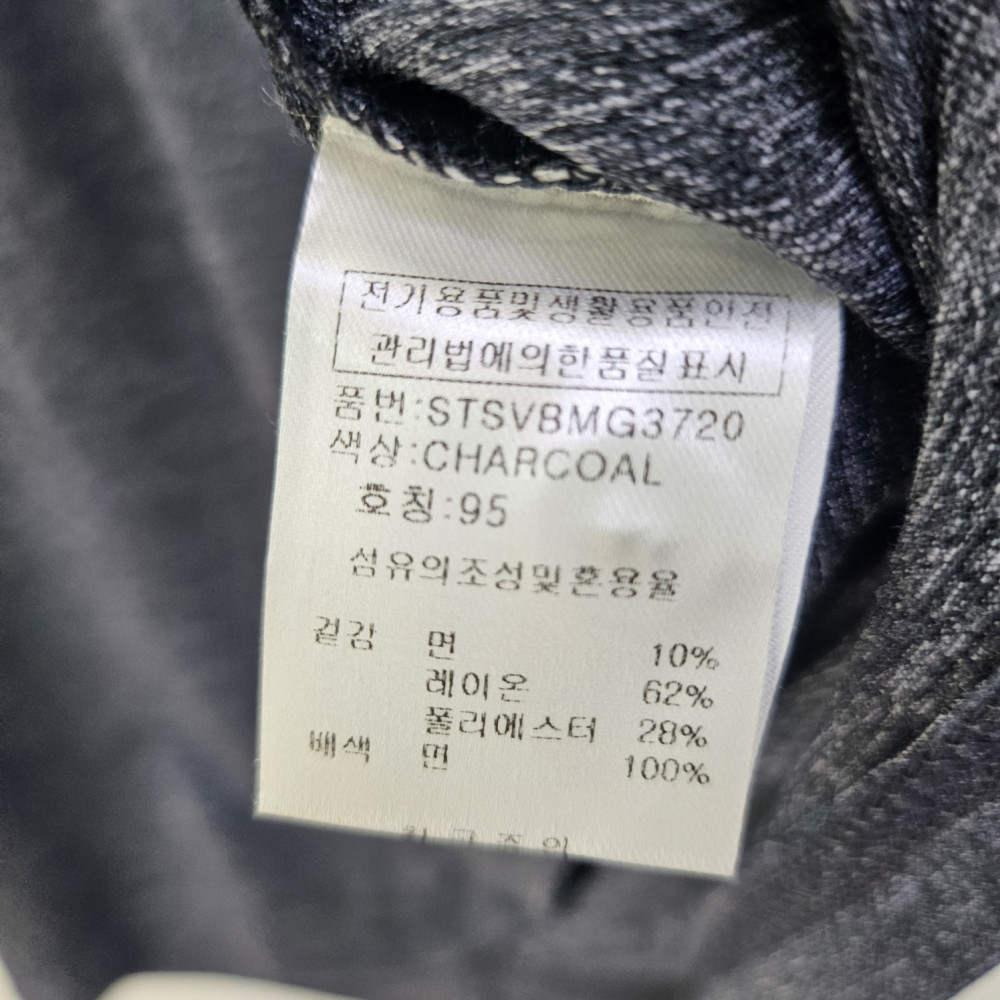 전기용품및생활용품안전
관리법에의한품질표시
품번:STSVBMG3720
색상:CHARCOAL
호칭:95
섬유의조성및혼용율
겉감 면 10%
레이온 62%
폴리에스터 28%
배색 면 100%